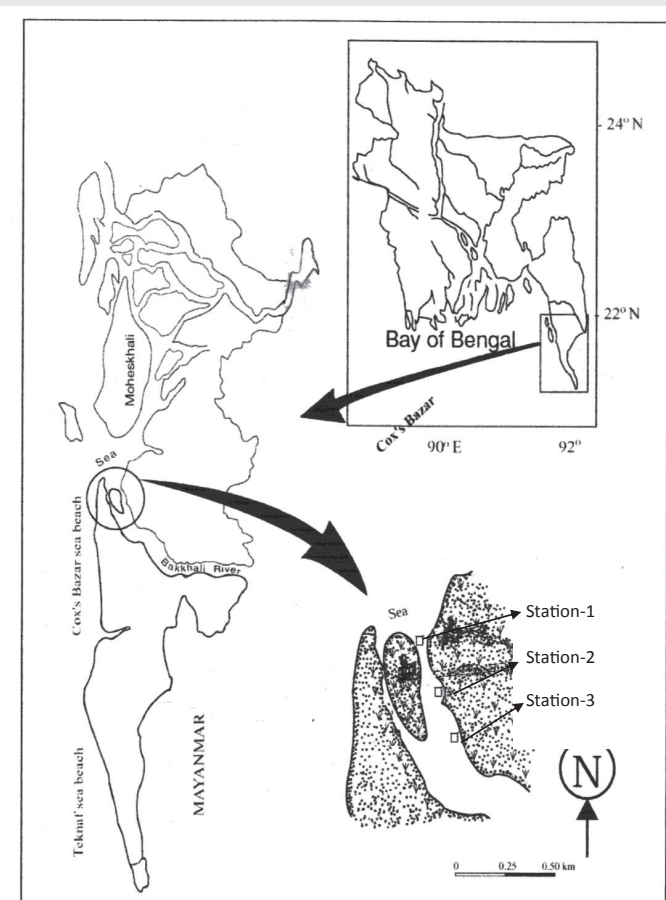 24° N
22° N
Bay of Bengal
90° E
92°
Cox's Bazar
Moheskhali
Sea
Cox's Bazar sea beach
Bakkhali River
MAYANMAR
Teknaf sea beach
Sea
Station-1
Station-2
Station-3
N
0 0.25 0.50 km